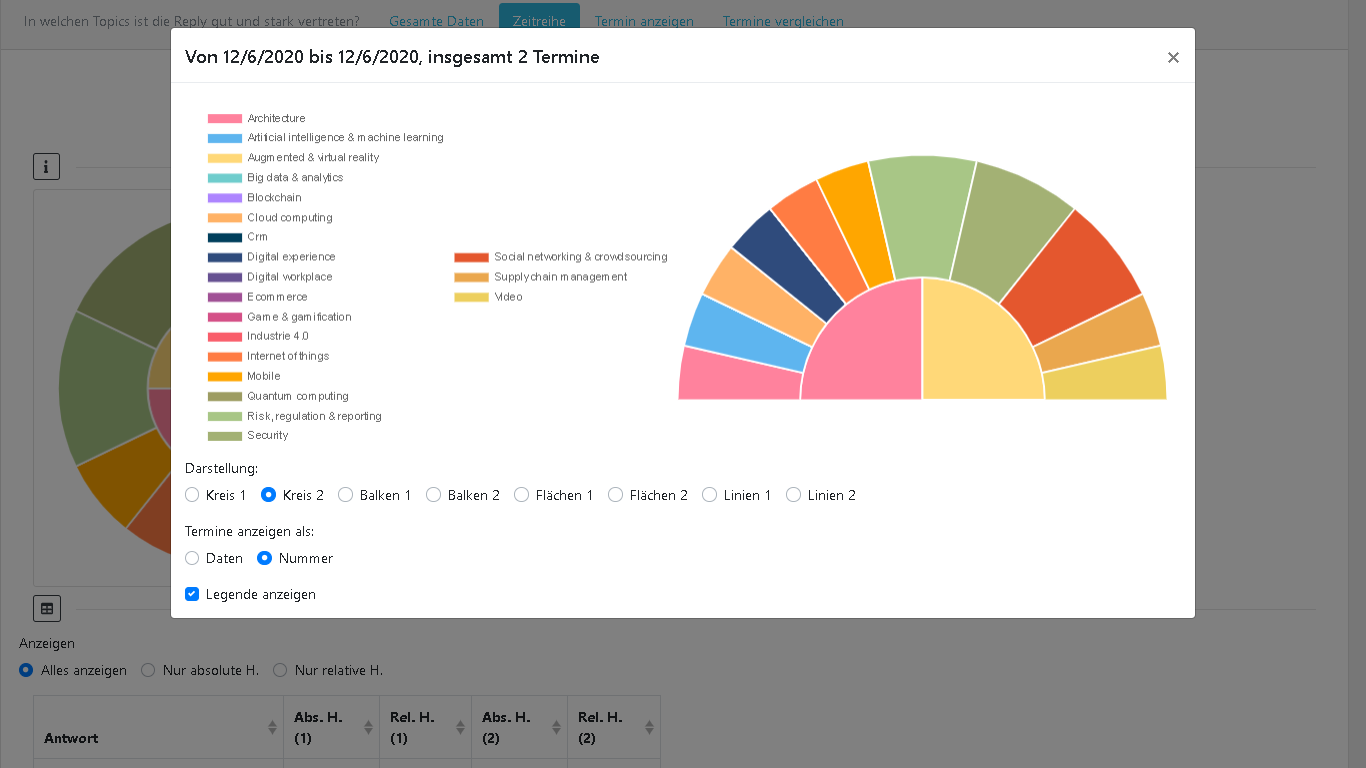 In welchen Topics ist die Reply gut und stark vertreten? Gesamte Daten Zeitreihe Termin anzeigen Termine vergleichen
Von 12/6/2020 bis 12/6/2020, insgesamt 2 Termine
×
Architecture
Artificial intelligence & machine learning
Augmented & virtual reality
Big data & analytics
Blockchain
Cloud computing
Crm
Digital experience
Digital workplace
Ecommerce
Game & gamification
Industrie 4.0
Internet of things
Mobile
Quantum computing
Risk, regulation & reporting
Security
Social networking & crowdsourcing
Supply chain management
Video
Darstellung:
Kreis 1 Kreis 2 Balken 1 Balken 2 Flächen 1 Flächen 2 Linien 1 Linien 2
Termine anzeigen als:
Daten Nummer
Legende anzeigen
Anzeigen
Alles anzeigen Nur absolute H. Nur relative H.
Antwort
Abs. H.
(1)
Rel. H.
(1)
Abs. H.
(2)
Rel. H.
(2)